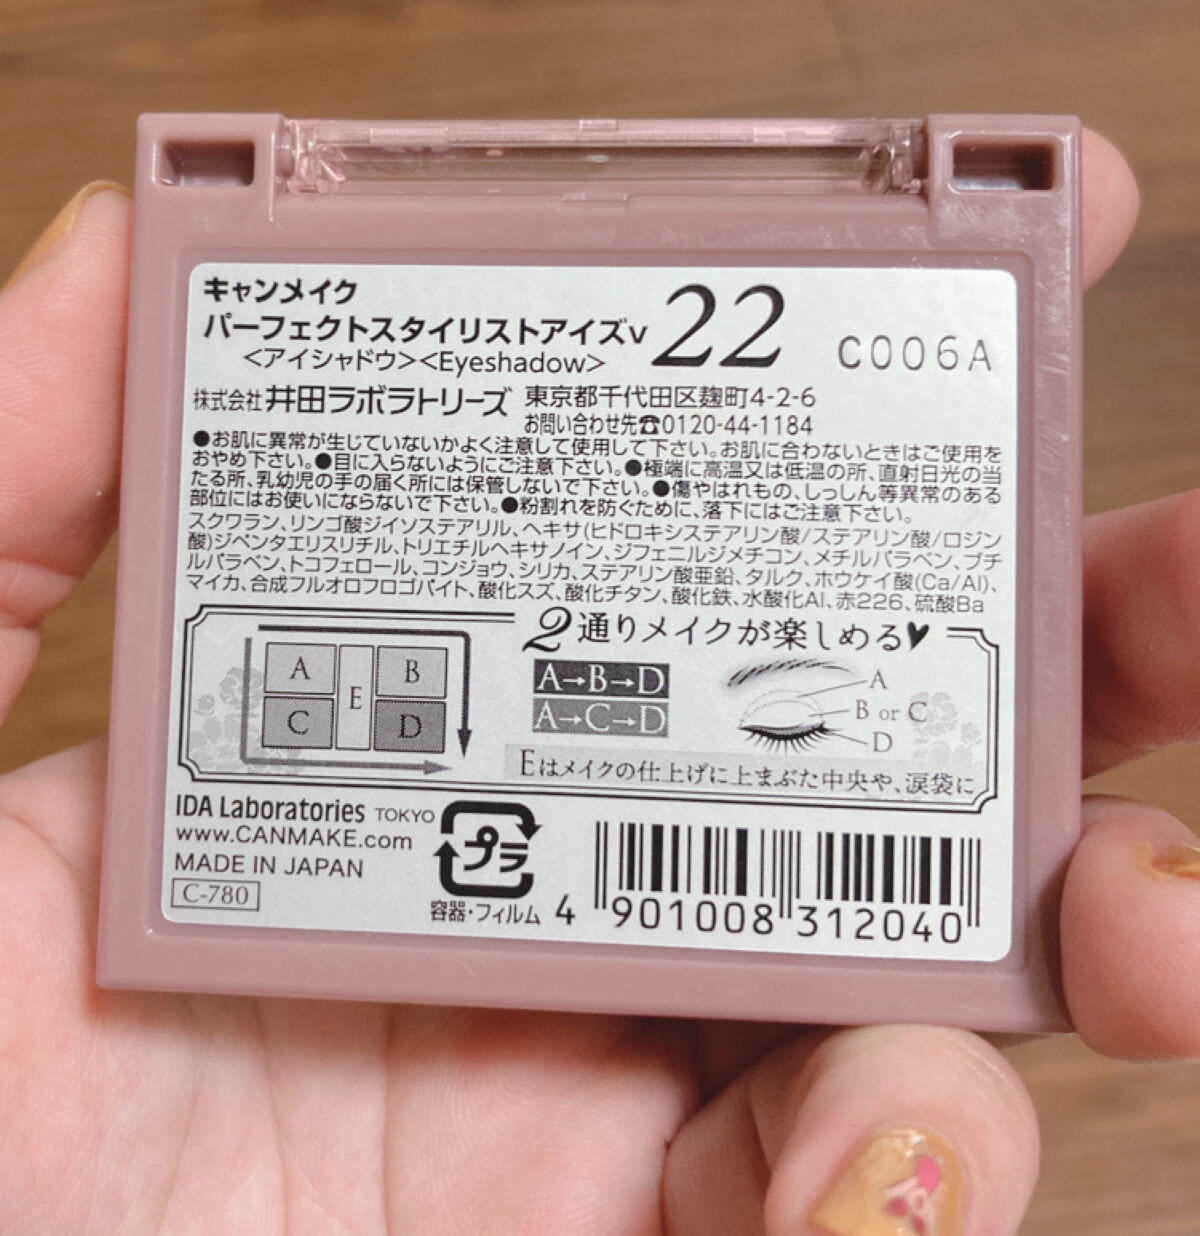 キャンメイク
パーフェクトスタイリストアイズv
22
C006A
<アイシャドウ><Eyeshadow>
株式会社 井田ラボラトリーズ 東京都千代田区麹町4-2-6
お問い合わせ先☎0120-44-1184
●お肌に異常が生じていないかよく注意して使用して下さい。お肌に合わないときはご使用を
おやめ下さい。●目に入らないようにご注意下さい。●極端に高温又は低温の所、直射日光の当
たる所、乳幼児の手の届く所には保管しないで下さい。●傷やはれもの、しっしん等異常のある
部位にはお使いにならないで下さい。●粉割れを防ぐために、落下にはご注意下さい。
スクワラン、リンゴ酸ジイソステアリル、ヘキサ(ヒドロキシステアリン酸/ステアリン酸/ロジン
酸)ジペンタエリスリチル、トリエチルヘキサノイン、ジフェニルジメチコン、メチルパラベン、ブチ
ルパラベン、トコフェロール、コンジョウ、シリカ、ステアリン酸亜鉛、タルク、ホウケイ酸(Ca/Al)、
マイカ、合成フルオロフロゴパイト、酸化スズ、酸化チタン、酸化鉄、水酸化Al、赤226、硫酸Ba
2通りメイクが楽しめる♥
A B
E
C D
A→B→D
A→C→D
A
B or C
D
Eはメイクの仕上げに上まぶた中央や、涙袋に
IDA Laboratories TOKYO
www.CANMAKE.com
MADE IN JAPAN
C-780
プラ
容器・フィルム
4 901008 312040